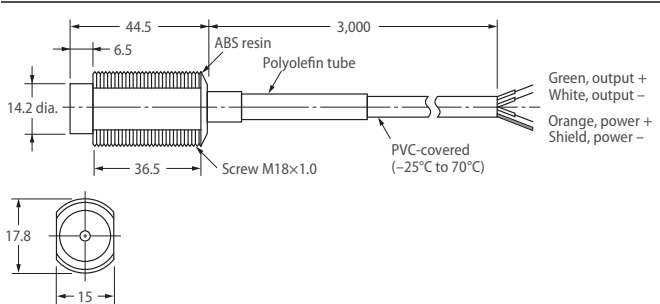 44.5
3,000
6.5
ABS resin
Polyolefin tube
Green, output +
White, output –
14.2 dia.
Orange, power +
Shield, power –
PVC-covered
(–25°C to 70°C)
36.5
Screw M18×1.0
17.8
15